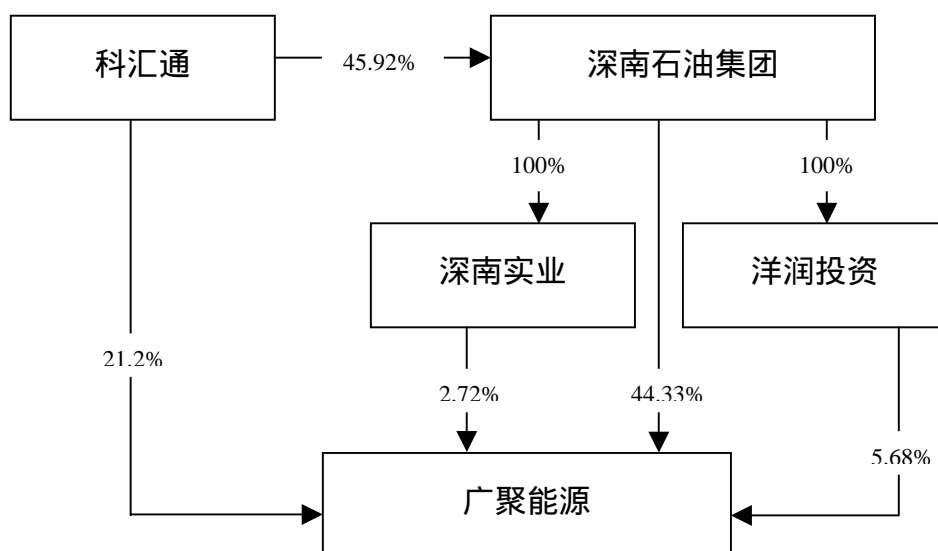 科汇通
45.92%
深南石油集团
100%
100%
深南实业
洋润投资
21.2%
2.72%
44.33%
5.68%
广聚能源